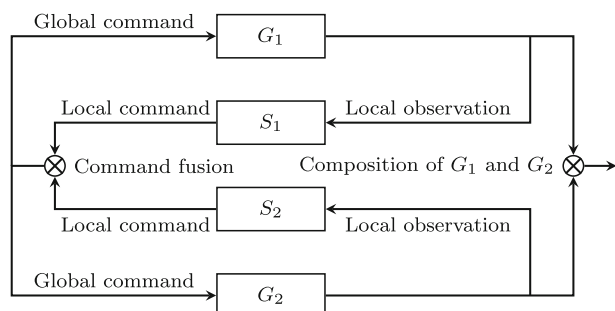 Global command
G₁
Local command
S₁
Local observation
Command fusion
Composition of G₁ and G₂
S₂
Local command
Local observation
Global command
G₂